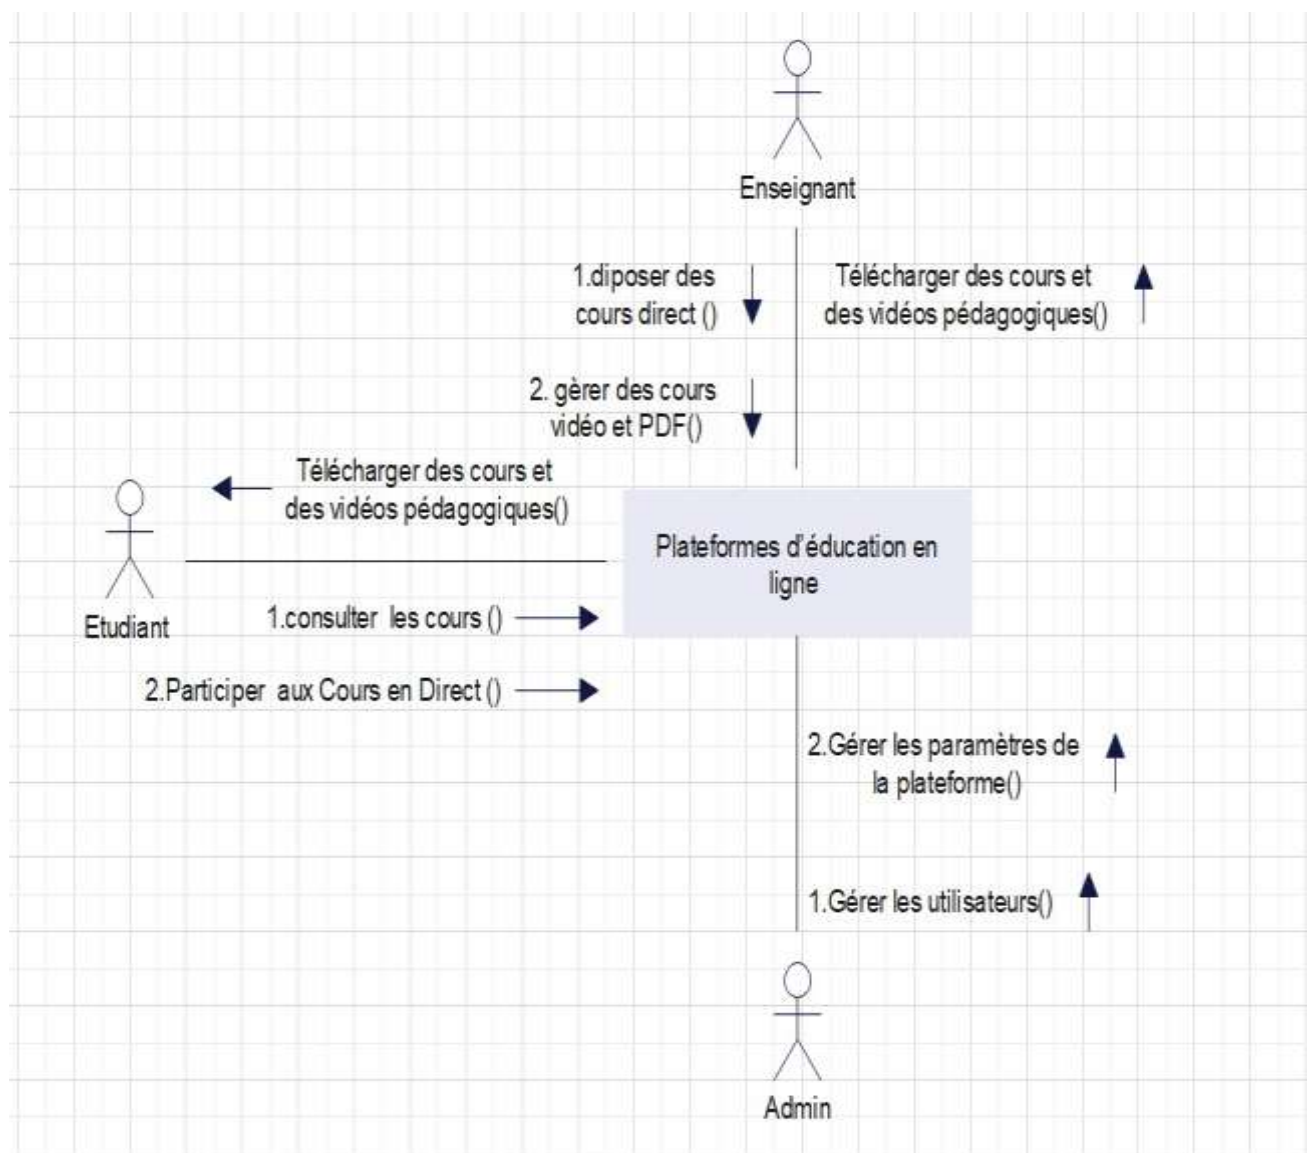 Enseignant
1.diposer des
cours direct ()
Télécharger des cours et
des vidéos pédagogiques()
2. gèrer des cours
vidéo et PDF()
Télécharger des cours et
des vidéos pédagogiques()
Plateformes d'éducation en
ligne
Etudiant
1.consulter les cours ()
2.Participer aux Cours en Direct ()
2.Gérer les paramètres de
la plateforme()
1.Gérer les utilisateurs()
Admin